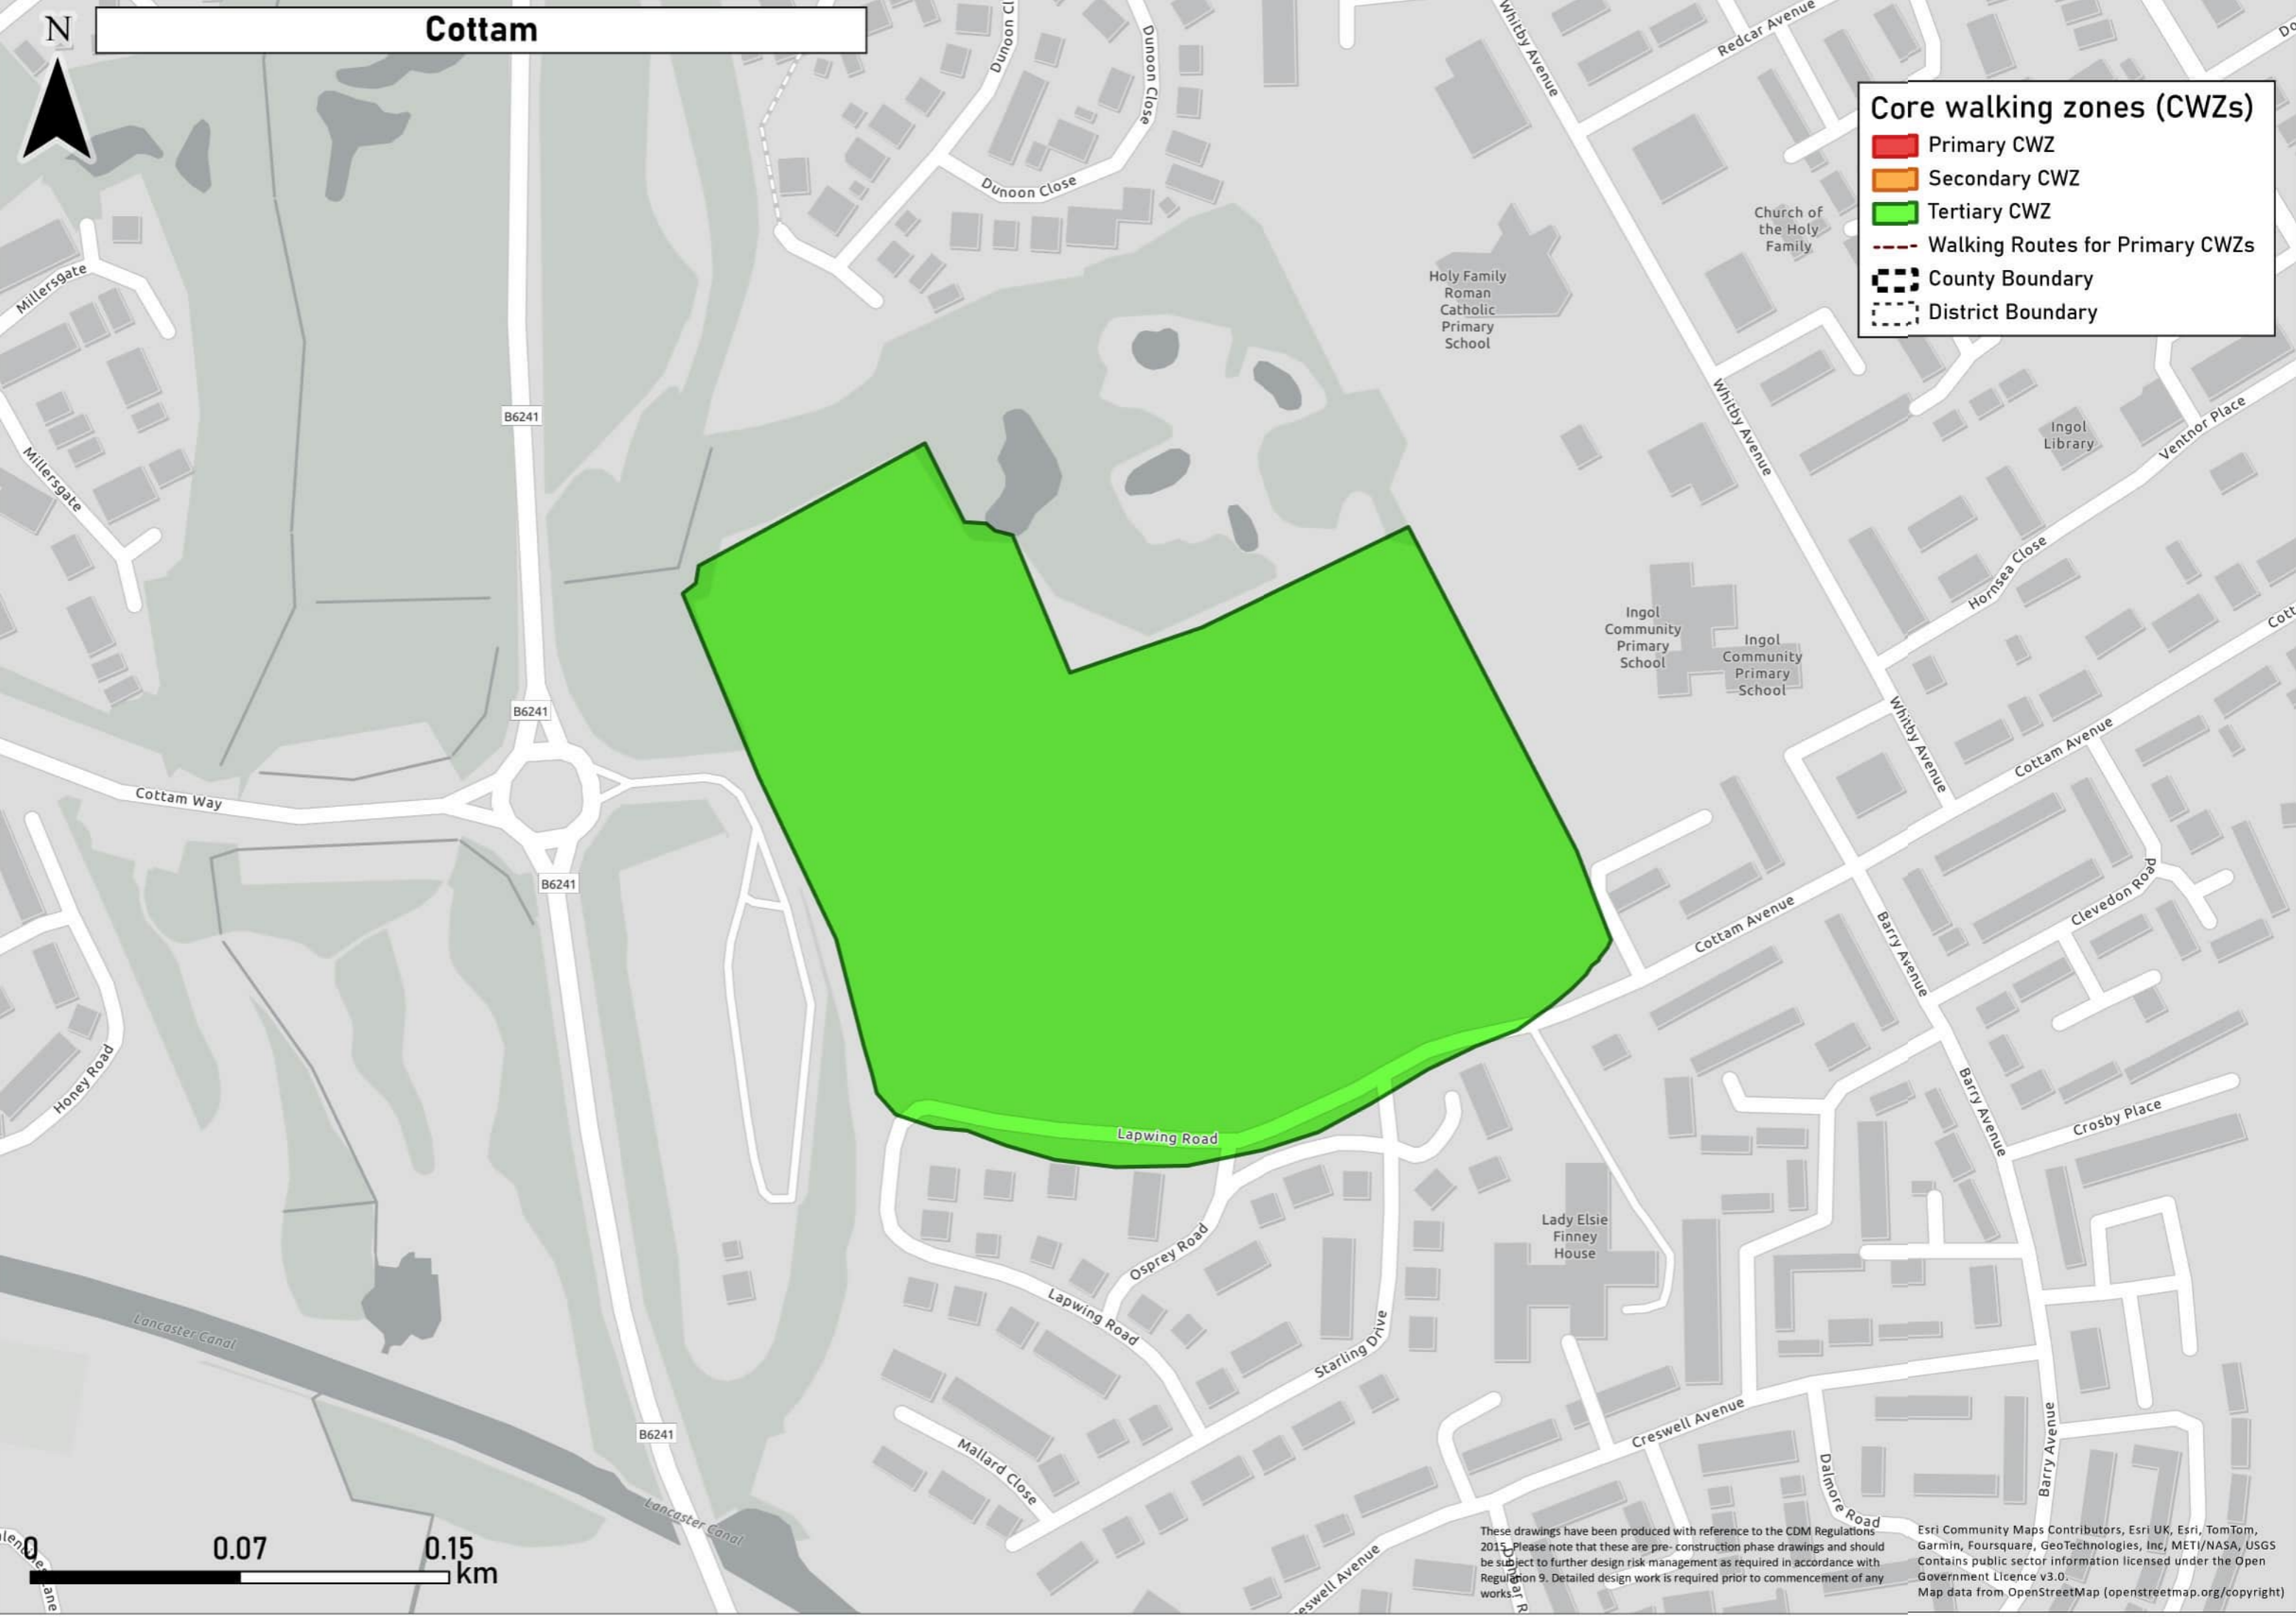 N
Cottam
Core walking zones (CWZs)
Primary CWZ
Secondary CWZ
Tertiary CWZ
Walking Routes for Primary CWZs
County Boundary
District Boundary
Dunoon Cl
Dunoon Close
Dunoon Close
Whitby Avenue
Redcar Avenue
Church of
the Holy
Family
Millersgate
Holy Family
Roman
Catholic
Primary
School
B6241
Whitby Avenue
Ingol
Library
Ventnor Place
Millersgate
Hornsea Close
Ingol
Community
Primary
School
Ingol
Community
Primary
School
Cott
B6241
Whitby Avenue
Cottam Avenue
Cottam Way
B6241
Clevedon Road
Cottam Avenue
Barry Avenue
Honey Road
Barry Avenue
Crosby Place
Lapwing Road
Lady Elsie
Finney
House
Osprey Road
Lapwing Road
Lancaster Canal
Starling Drive
Creswell Avenue
B6241
Barry Avenue
Mallard Close
Dalmore Road
Lancaster Canal
eswell Avenue
0
0.07
0.15
km
These drawings have been produced with reference to the CDM Regulations
2015. Please note that these are pre- construction phase drawings and should
be subject to further design risk management as required in accordance with
Regulation 9. Detailed design work is required prior to commencement of any
works.
Esri Community Maps Contributors, Esri UK, Esri, TomTom,
Garmin, Foursquare, GeoTechnologies, Inc, METI/NASA, USGS
Contains public sector information licensed under the Open
Government Licence v3.0.
Map data from OpenStreetMap (openstreetmap.org/copyright)